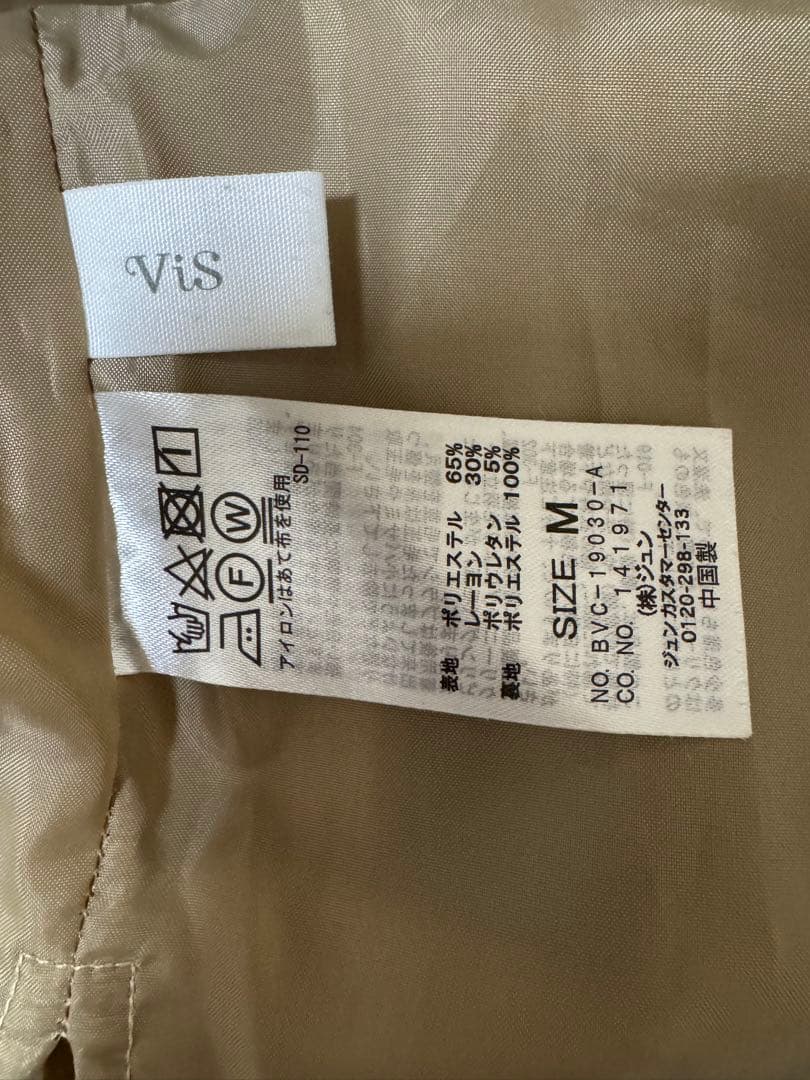 ViS
F
W
アイロンはあて布を使用
SD-110
表地 ポリエステル 65%
レーヨン 30%
ポリウレタン 5%
裏地 ポリエステル 100%
SIZE M
NO. BVC-19030-A
CO. NO. 141971
(株)ジュン
ジュン カスタマーセンター
0120-298-133
中国製